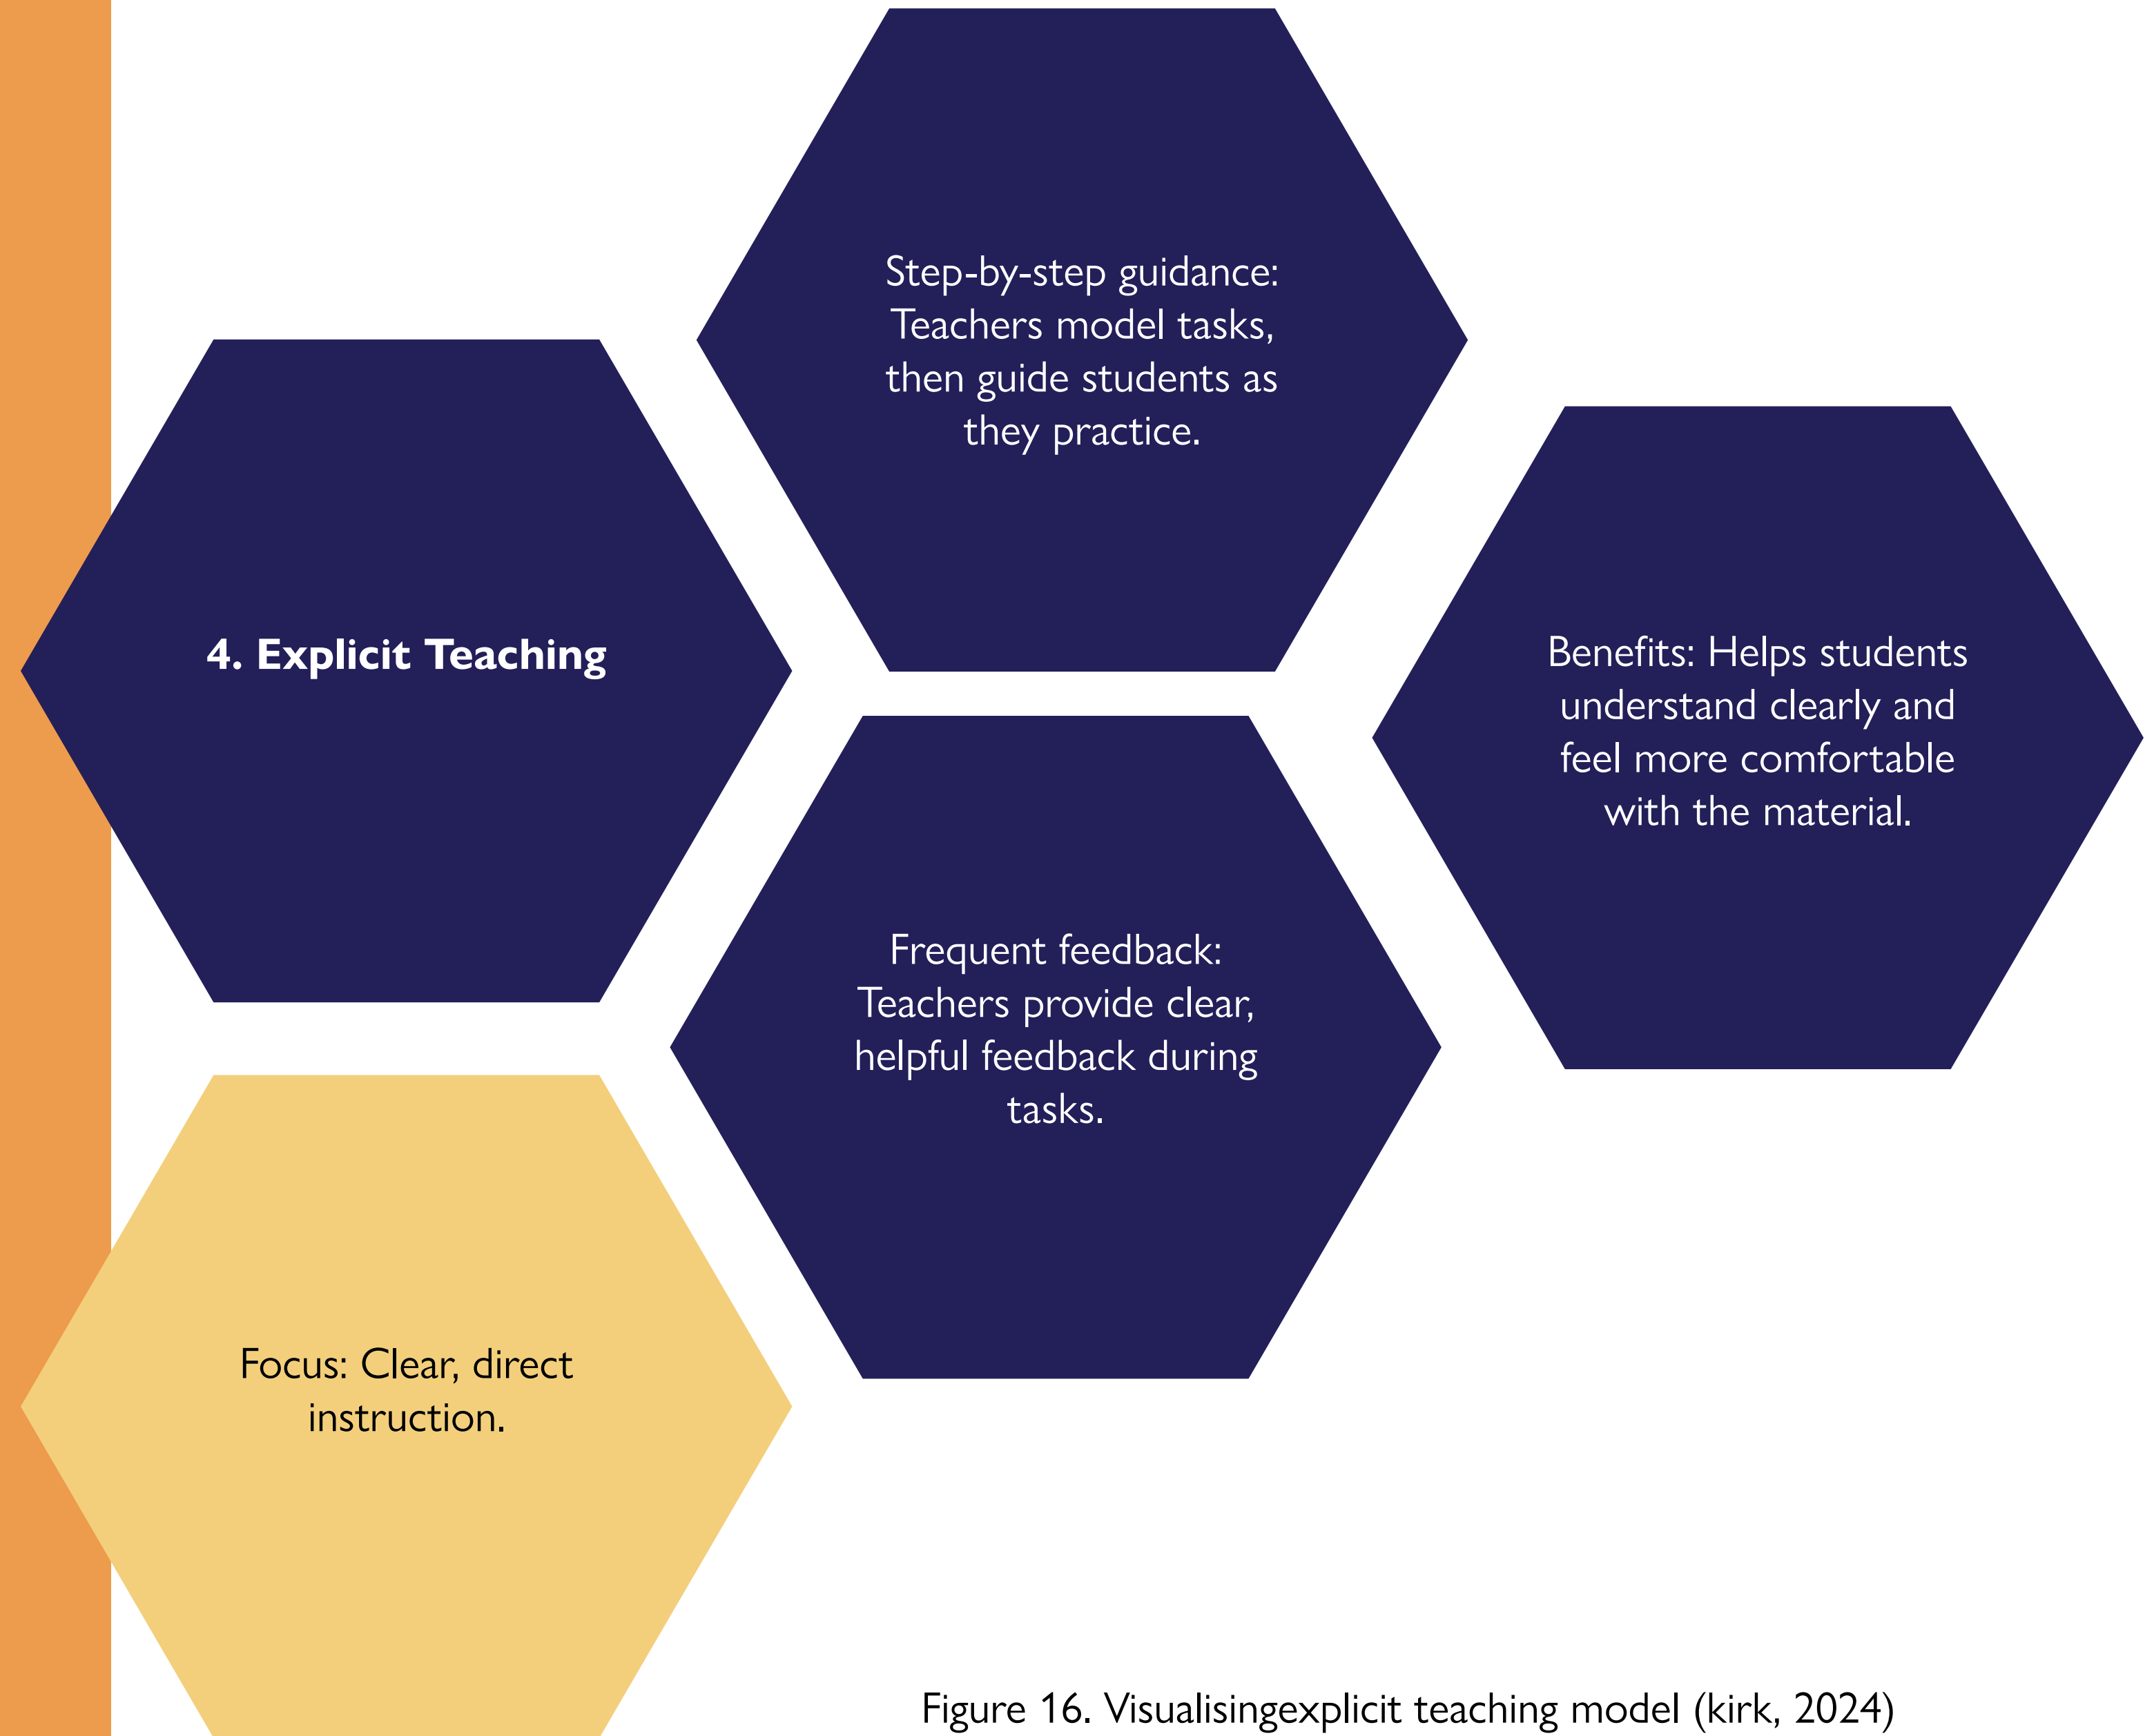 4. Explicit Teaching
Focus: Clear, direct
instruction.
Step-by-step guidance:
Teachers model tasks,
then guide students as
they practice.
Frequent feedback:
Teachers provide clear,
helpful feedback during
tasks.
Benefits: Helps students
understand clearly and
feel more comfortable
with the material.
Figure 16. Visualisingexplicit teaching model (kirk, 2024)